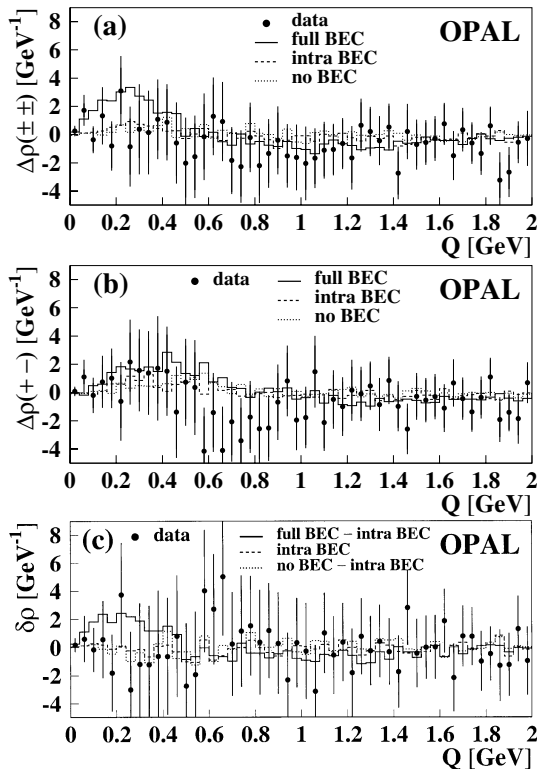 (a) data OPAL
full BEC
intra BEC
no BEC
Δρ(± ±) [GeV⁻¹]
8
6
4
2
0
-2
-4
0 0.2 0.4 0.6 0.8 1 1.2 1.4 1.6 1.8 2
Q [GeV]
(b) data full BEC OPAL
intra BEC
no BEC
Δρ(+ −) [GeV⁻¹]
8
6
4
2
0
-2
-4
0 0.2 0.4 0.6 0.8 1 1.2 1.4 1.6 1.8 2
Q [GeV]
(c) data full BEC − intra BEC OPAL
intra BEC
no BEC − intra BEC
δρ [GeV⁻¹]
8
6
4
2
0
-2
-4
0 0.2 0.4 0.6 0.8 1 1.2 1.4 1.6 1.8 2
Q [GeV]